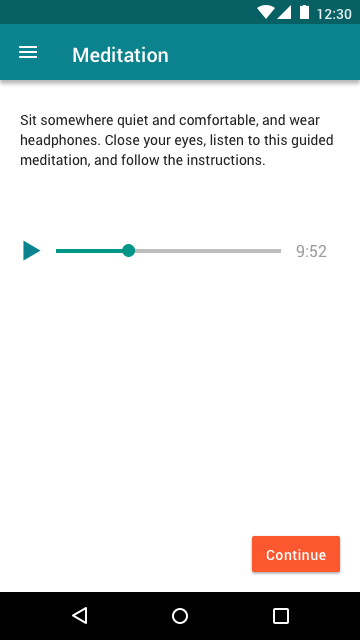 12:30
Meditation
Sit somewhere quiet and comfortable, and wear
headphones. Close your eyes, listen to this guided
meditation, and follow the instructions.
9:52
Continue